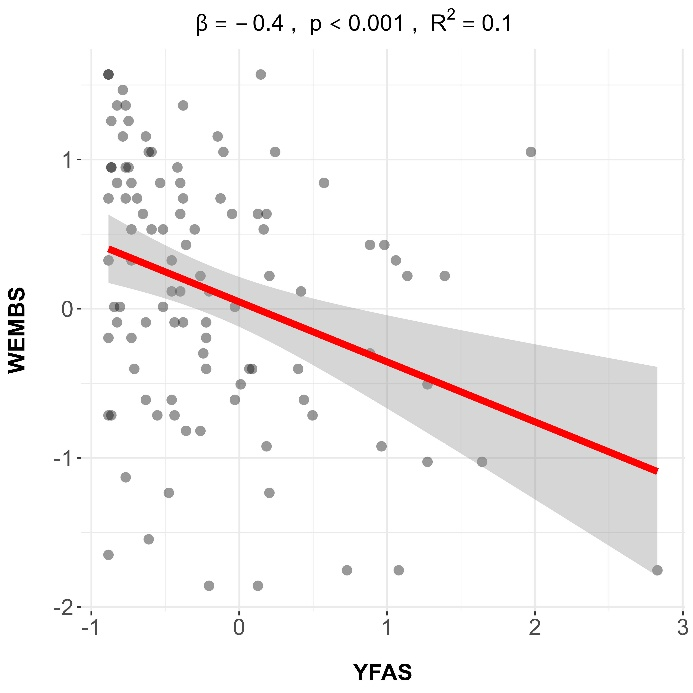 β = − 0.4 , p < 0.001 , R² = 0.1
1
0
-1
-2
WEMBS
-1 0 1 2 3
YFAS